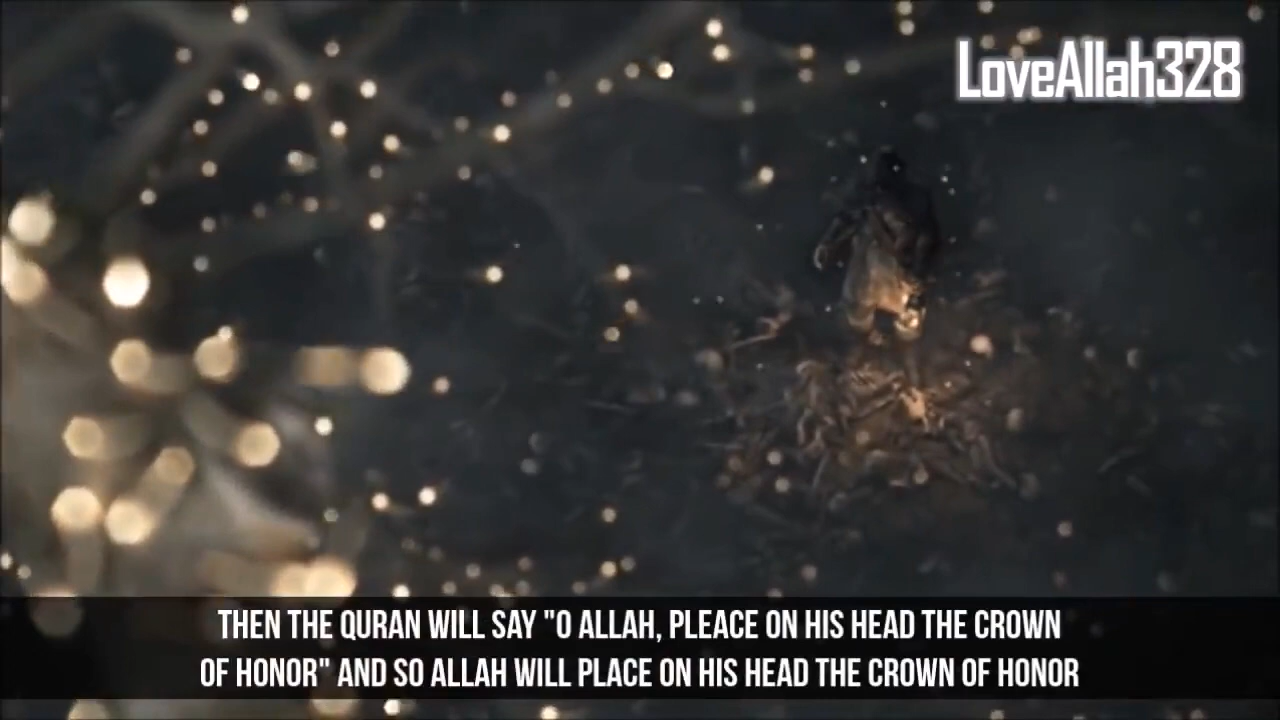 LoveAllah328
THEN THE QURAN WILL SAY "O ALLAH, PLEACE ON HIS HEAD THE CROWN
OF HONOR" AND SO ALLAH WILL PLACE ON HIS HEAD THE CROWN OF HONOR